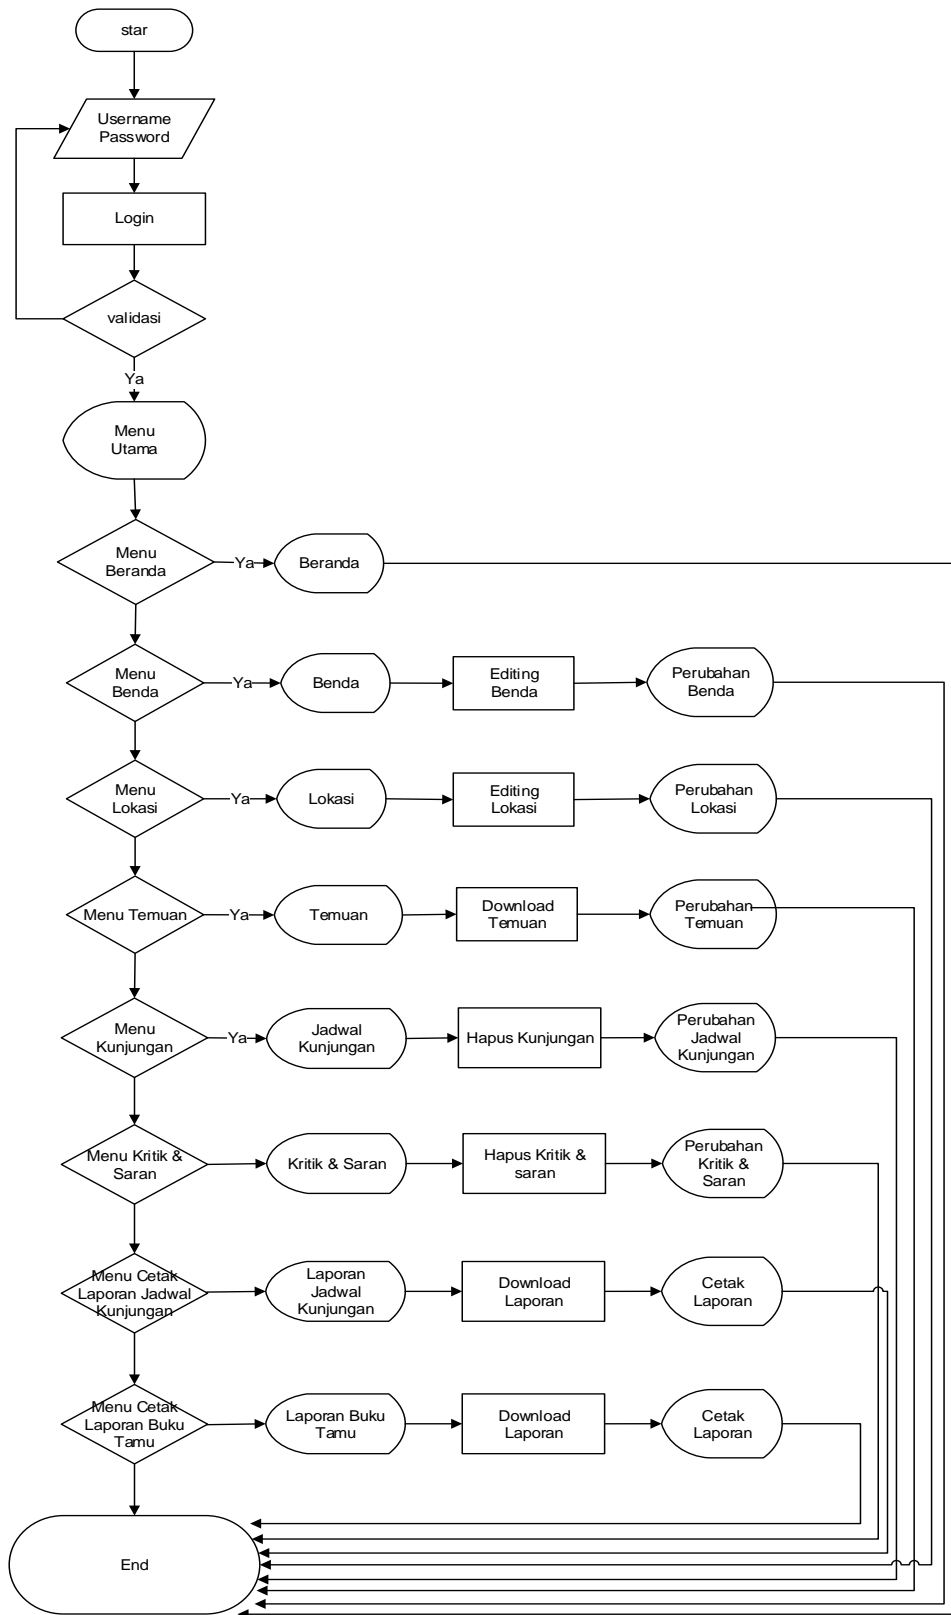 star
Username
Password
Login
validasi
Ya
Menu
Utama
Menu
Beranda
Ya
Beranda
Menu
Benda
Ya
Benda
Editing
Benda
Perubahan
Benda
Menu
Lokasi
Ya
Lokasi
Editing
Lokasi
Perubahan
Lokasi
Menu Temuan
Ya
Temuan
Download
Temuan
Perubahan
Temuan
Menu
Kunjungan
Ya
Jadwal
Kunjungan
Hapus Kunjungan
Perubahan
Jadwal
Kunjungan
Menu Kritik &
Saran
Kritik & Saran
Hapus Kritik &
saran
Perubahan
Kritik &
Saran
Menu Cetak
Laporan Jadwal
Kunjungan
Laporan
Jadwal
Kunjungan
Download
Laporan
Cetak
Laporan
Menu Cetak
Laporan Buku
Tamu
Laporan Buku
Tamu
Download
Laporan
Cetak
Laporan
End